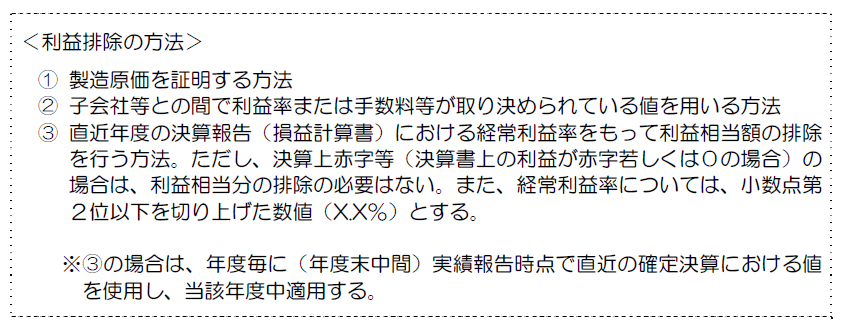 ＜利益排除の方法＞
① 製造原価を証明する方法
② 子会社等との間で利益率または手数料等が取り決められている値を用いる方法
③ 直近年度の決算報告（損益計算書）における経常利益率をもって利益相当額の排除
を行う方法。ただし、決算上赤字等（決算書上の利益が赤字若しくは０の場合）の
場合は、利益相当分の排除の必要はない。また、経常利益率については、小数点第
２位以下を切り上げた数値（X.X％）とする。
※③の場合は、年度毎に（年度末中間）実績報告時点で直近の確定決算における値
を使用し、当該年度中適用する。